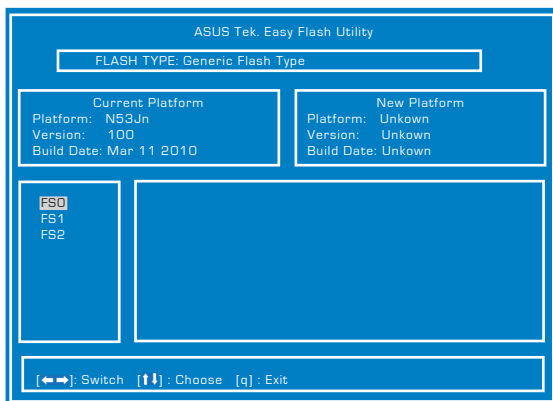 ASUS Tek. Easy Flash Utility
FLASH TYPE: Generic Flash Type
Current Platform
Platform: N53Jn
Version: 100
Build Date: Mar 11 2010
New Platform
Platform: Unkown
Version: Unkown
Build Date: Unkown
FS0
FS1
FS2
[←➡]: Switch [⬆⬇] : Choose [q] : Exit